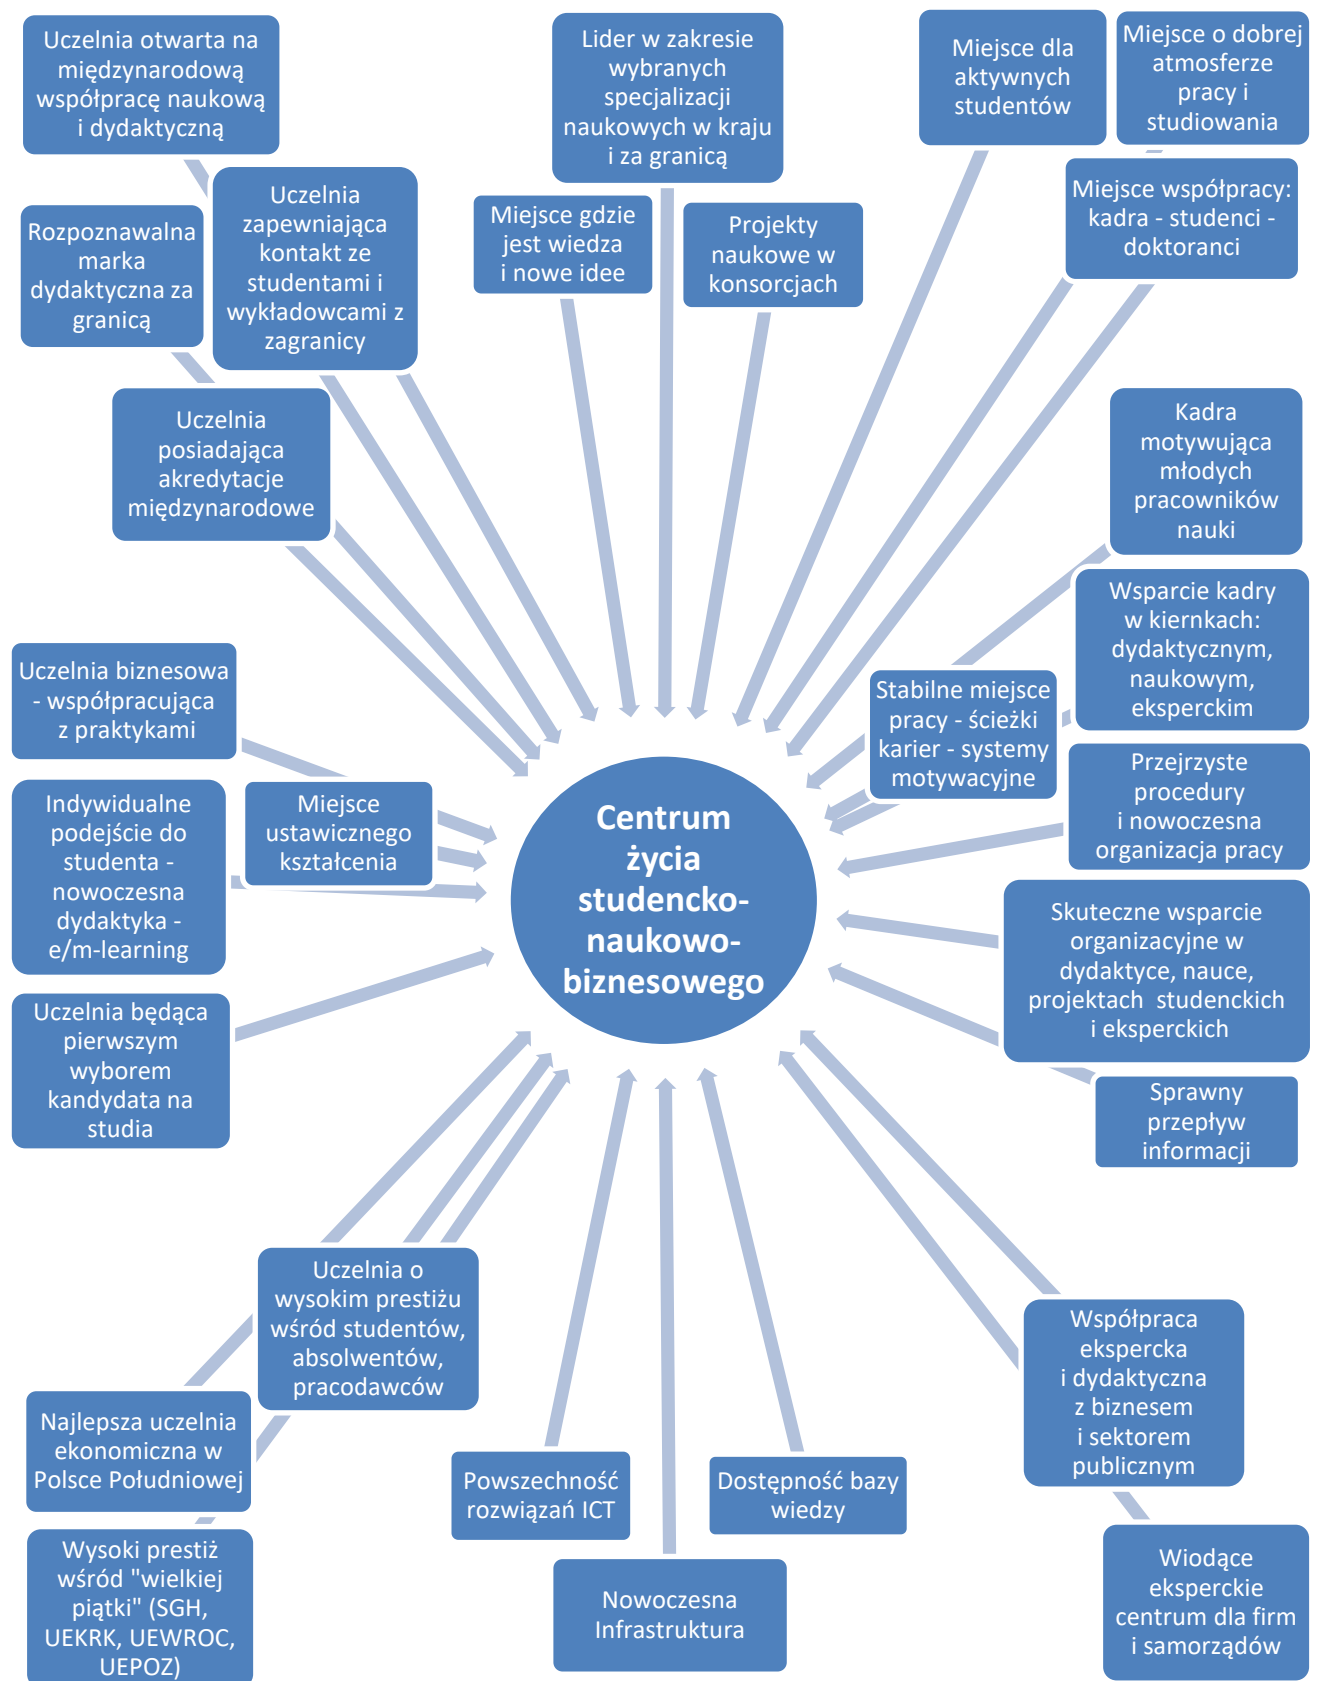 Uczelnia otwarta na
międzynarodową
współpracę naukową
i dydaktyczną
Lider w zakresie
wybranych
specjalizacji
naukowych w kraju
i za granicą
Miejsce dla
aktywnych
studentów
Miejsce o dobrej
atmosferze
pracy i
studiowania
Rozpoznawalna
marka
dydaktyczna za
granicą
Uczelnia
zapewniająca
kontakt ze
studentami i
wykładowcami z
zagranicy
Miejsce gdzie
jest wiedza
i nowe idee
Projekty
naukowe w
konsorcjach
Miejsce współpracy:
kadra - studenci -
doktoranci
Uczelnia
posiadająca
akredytacje
międzynarodowe
Kadra
motywująca
młodych
pracowników
nauki
Wsparcie kadry
w kiernkach:
dydaktycznym,
naukowym,
eksperckim
Uczelnia biznesowa
- współpracująca
z praktykami
Stabilne miejsce
pracy - ścieżki
karier - systemy
motywacyjne
Indywidualne
podejście do
studenta -
nowoczesna
dydaktyka -
e/m-learning
Miejsce
ustawicznego
kształcenia
Centrum
życia
studencko-
naukowo-
biznesowego
Przejrzyste
procedury
i nowoczesna
organizacja pracy
Skuteczne wsparcie
organizacyjne w
dydaktyce, nauce,
projektach  studenckich
i eksperckich
Uczelnia będąca
pierwszym
wyborem
kandydata na
studia
Sprawny
przepływ
informacji
Uczelnia o
wysokim prestiżu
wśród studentów,
absolwentów,
pracodawców
Współpraca
ekspercka
i dydaktyczna
z biznesem
i sektorem
publicznym
Najlepsza uczelnia
ekonomiczna w
Polsce Południowej
Powszechność
rozwiązań ICT
Dostępność bazy
wiedzy
Wysoki prestiż
wśród "wielkiej
piątki" (SGH,
UEKRK, UEWROC,
UEPOZ)
Nowoczesna
Infrastruktura
Wiodące
eksperckie
centrum dla firm
i samorządów